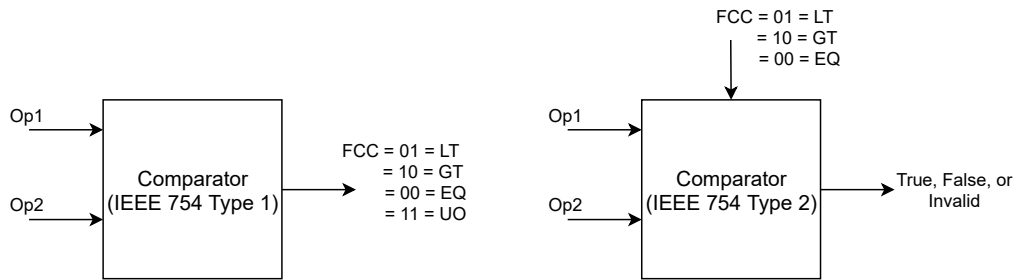 Op1
Op2
Comparator
(IEEE 754 Type 1)
FCC = 01 = LT
= 10 = GT
= 00 = EQ
= 11 = UO
FCC = 01 = LT
= 10 = GT
= 00 = EQ
Op1
Op2
Comparator
(IEEE 754 Type 2)
True, False, or
Invalid